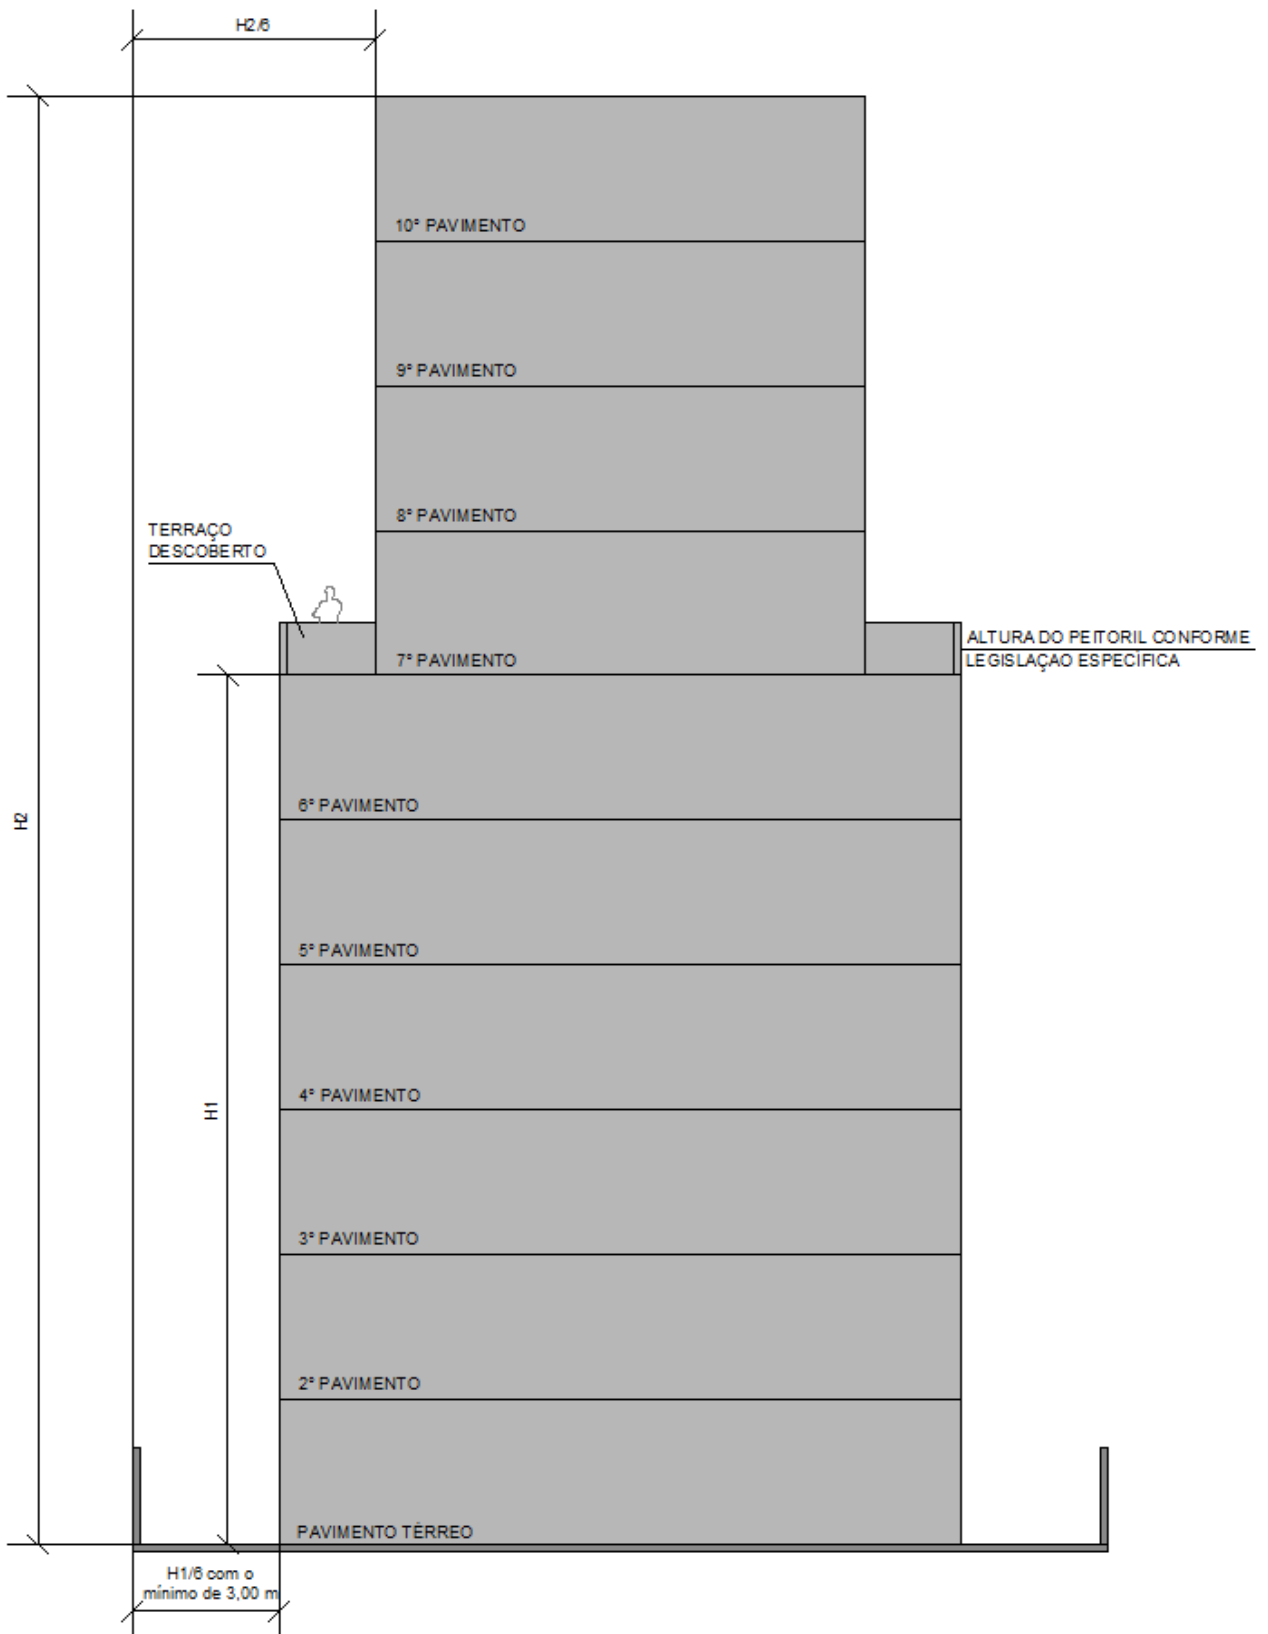 H2/6
10° PAVIMENTO
9° PAVIMENTO
8° PAVIMENTO
TERRAÇO
DESCOBERTO
7° PAVIMENTO
ALTURA DO PEITORIL CONFORME
LEGISLAÇAO ESPECÍFICA
6° PAVIMENTO
H2
5° PAVIMENTO
4° PAVIMENTO
H1
3° PAVIMENTO
2° PAVIMENTO
PAVIMENTO TÉRREO
H1/6 com o
mínimo de 3,00 m